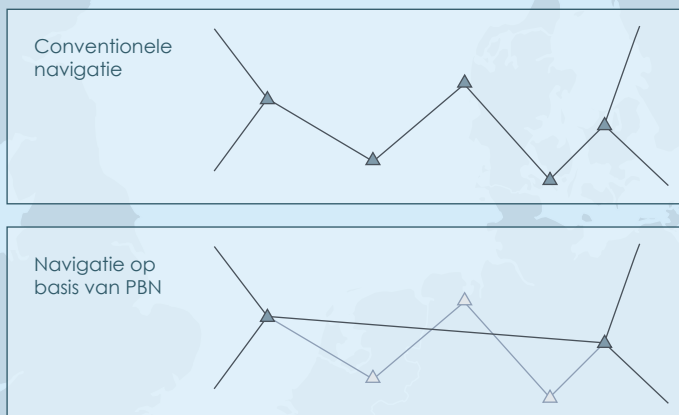 Conventionele
navigatie
Navigatie op
basis van PBN